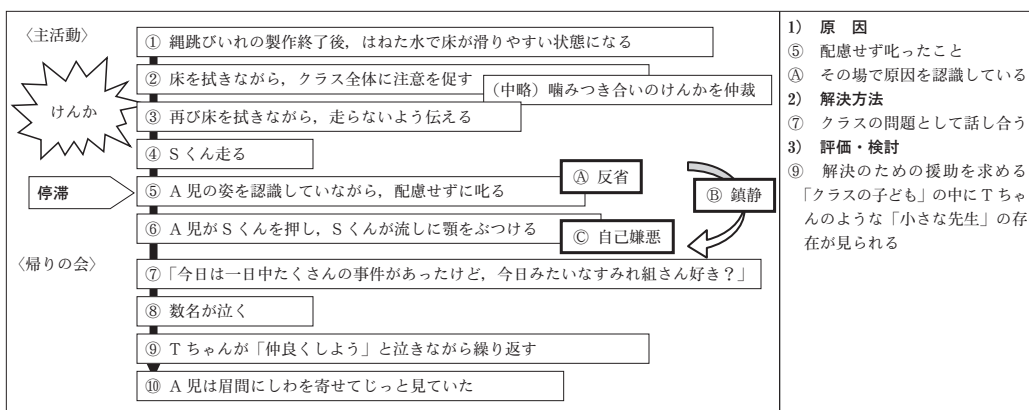 〈主活動〉
① 縄跳びいれの製作終了後，はねた水で床が滑りやすい状態になる
② 床を拭きながら，クラス全体に注意を促す
（中略）噛みつき合いのけんかを仲裁
けんか
③ 再び床を拭きながら，走らないよう伝える
④ Sくん走る
停滞
⑤ A児の姿を認識していながら，配慮せずに叱る
Ⓐ 反省
Ⓑ 鎮静
⑥ A児がSくんを押し，Sくんが流しに顎をぶつける
Ⓒ 自己嫌悪
〈帰りの会〉
⑦「今日は一日中たくさんの事件があったけど，今日みたいなすみれ組さん好き？」
⑧ 数名が泣く
⑨ Tちゃんが「仲良くしよう」と泣きながら繰り返す
⑩ A児は眉間にしわを寄せてじっと見ていた
1） 原　因
⑤ 配慮せず叱ったこと
Ⓐ その場で原因を認識している
2） 解決方法
⑦ クラスの問題として話し合う
3） 評価・検討
⑨ 解決のための援助を求める
「クラスの子ども」の中にTちゃ
んのような「小さな先生」の存
在が見られる